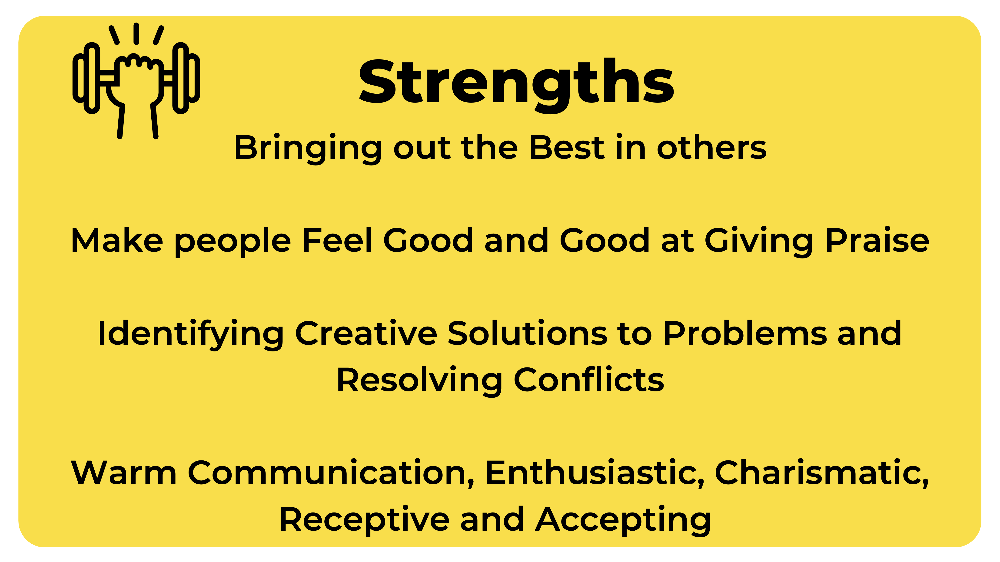 Strengths
Bringing out the Best in others
Make people Feel Good and Good at Giving Praise
Identifying Creative Solutions to Problems and
Resolving Conflicts
Warm Communication, Enthusiastic, Charismatic,
Receptive and Accepting